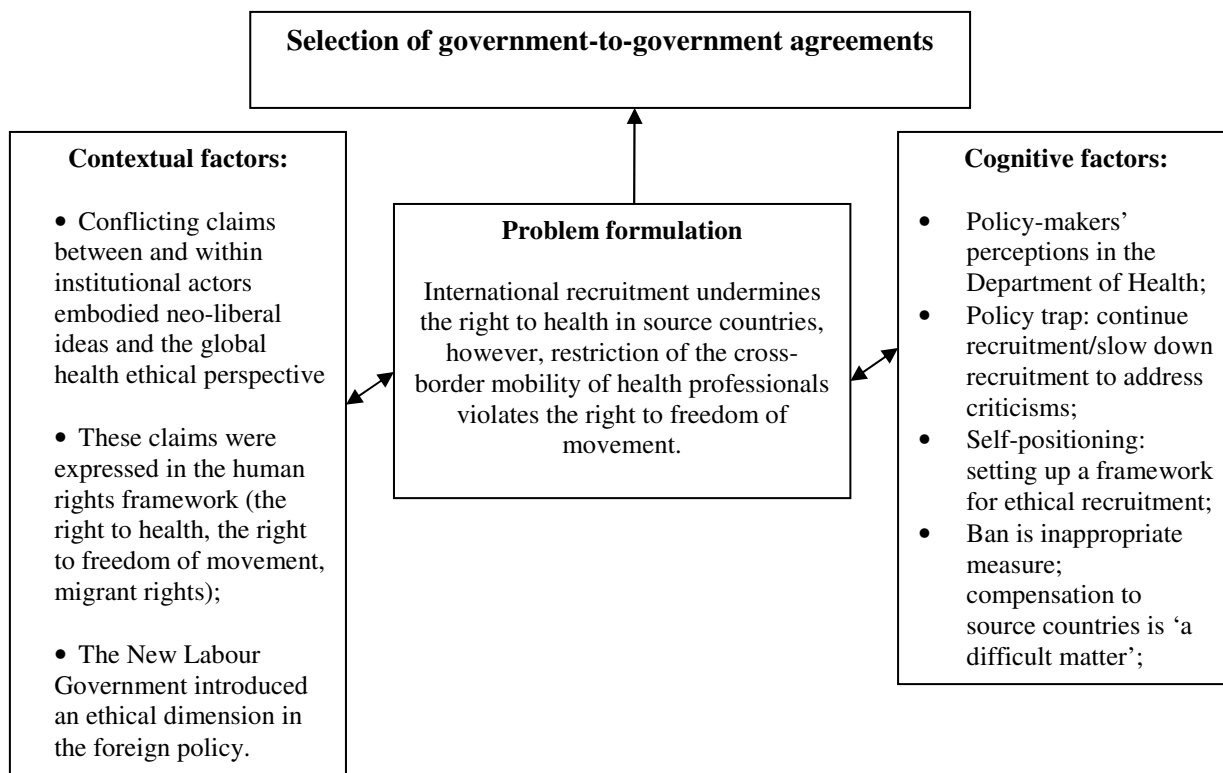 Selection of government-to-government agreements
Contextual factors:
• Conflicting claims
between and within
institutional actors
embodied neo-liberal
ideas and the global
health ethical perspective
• These claims were
expressed in the human
rights framework (the
right to health, the right
to freedom of movement,
migrant rights);
• The New Labour
Government introduced
an ethical dimension in
the foreign policy.
Problem formulation
International recruitment undermines
the right to health in source countries,
however, restriction of the cross-
border mobility of health professionals
violates the right to freedom of
movement.
Cognitive factors:
• Policy-makers’
perceptions in the
Department of Health;
• Policy trap: continue
recruitment/slow down
recruitment to address
criticisms;
• Self-positioning:
setting up a framework
for ethical recruitment;
• Ban is inappropriate
measure;
compensation to
source countries is ‘a
difficult matter’;